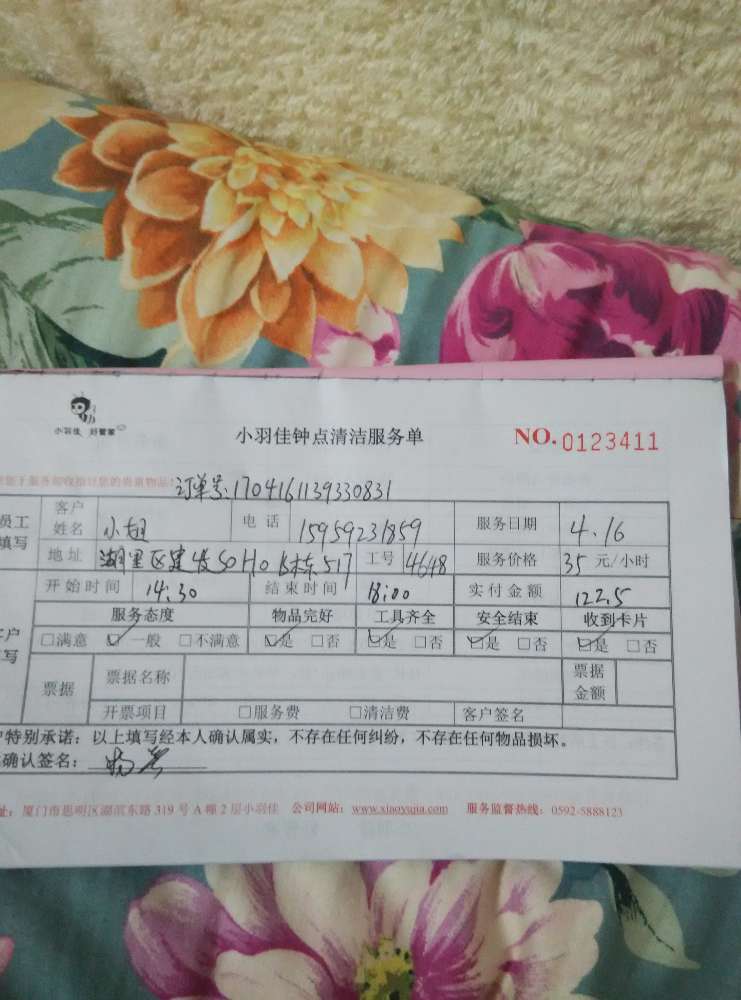 小羽佳 好管家
小羽佳钟点清洁服务单
NO. 0123411
订单号:1704161139330831
员工 填写 客户姓名 小翅 电话 15959231859 服务日期 4.16
地址 湖里区建发SOHO B栋517 工号 4648 服务价格 35 元/小时
开始时间 14:30 结束时间 18:00 实付金额 122.5
服务态度 物品完好 工具齐全 安全结束 收到卡片
□满意 ☑一般 □不满意 ☑是 □否 ☑是 □否 ☑是 □否 ☑是 □否
票据 票据名称 票据金额
开票项目 □服务费 □清洁费 客户签名
特别承诺：以上填写经本人确认属实，不存在任何纠纷，不存在任何物品损坏。
确认签名：
址：厦门市思明区湖滨东路319号A幢2层小羽佳 公司网站：www.xiaoyujia.com 服务监督热线：0592-5888123